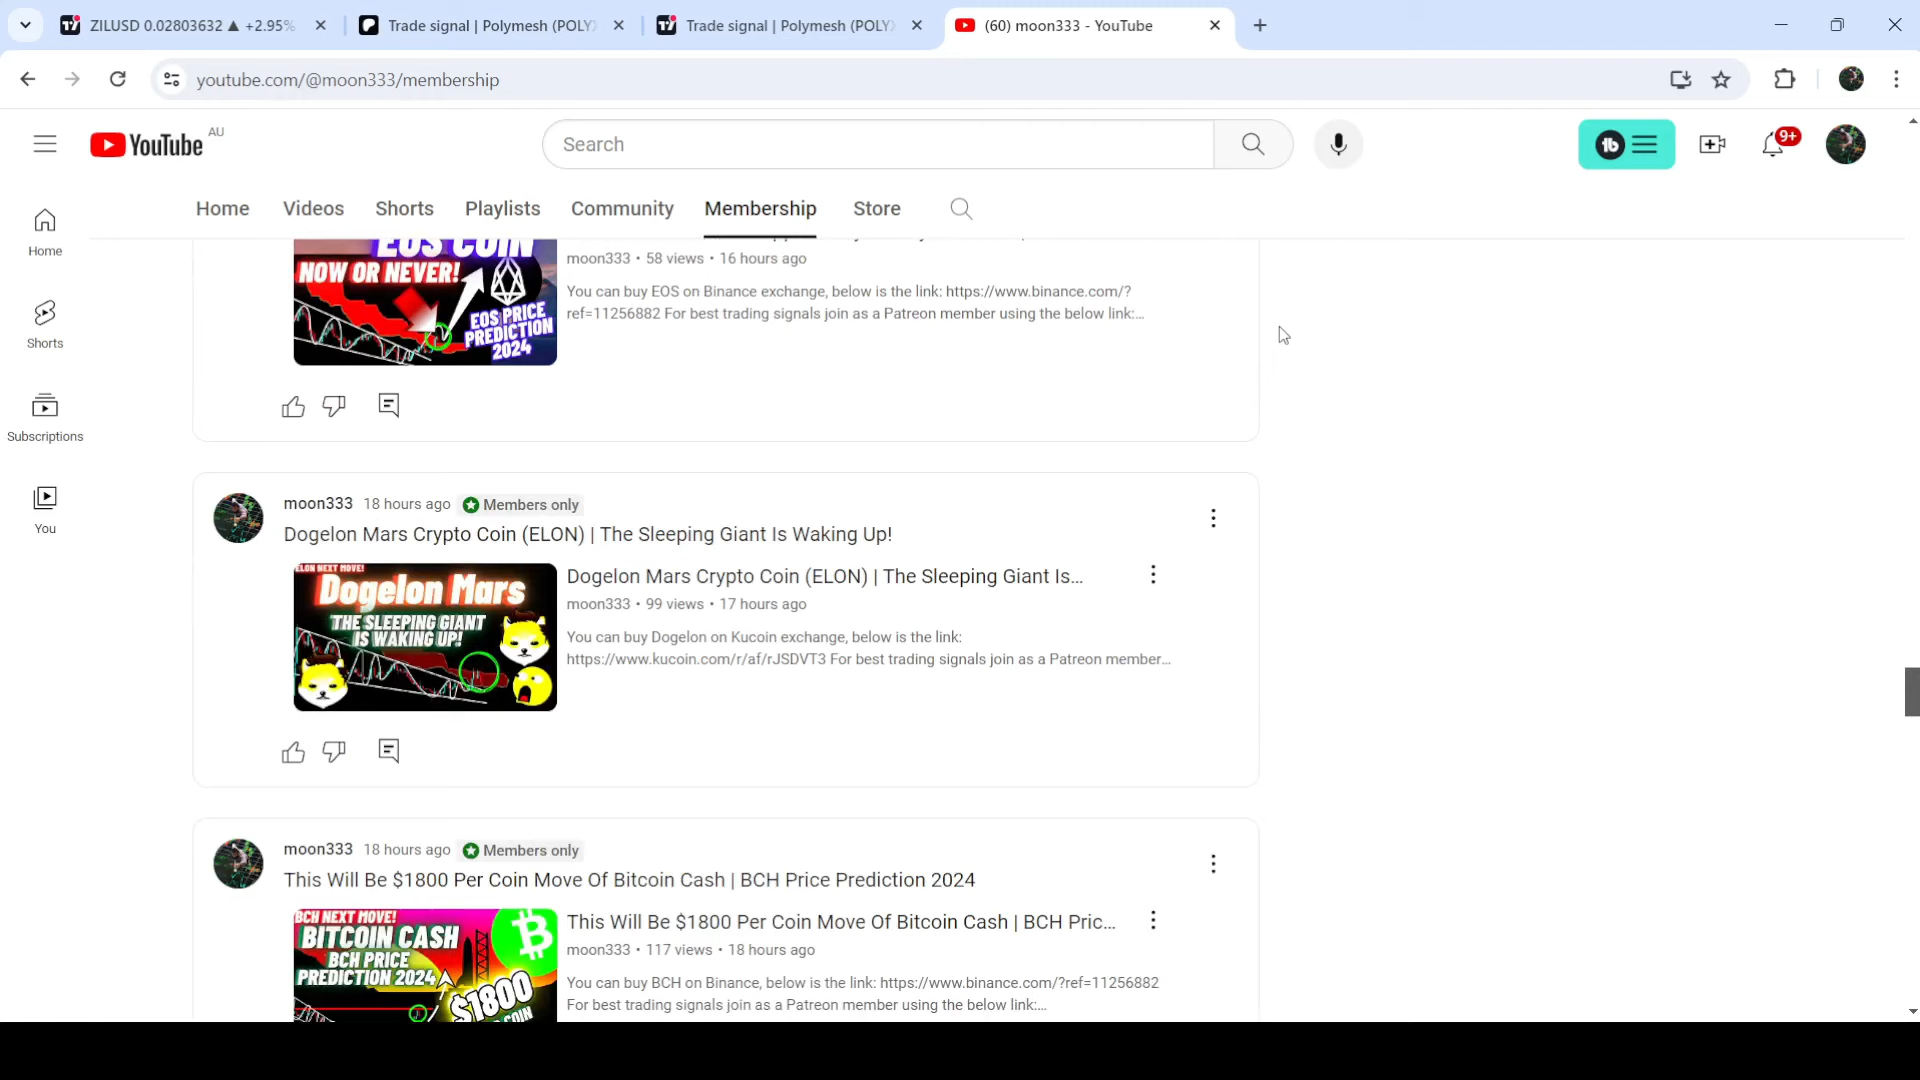 ZILUSD 0.02803632 ▲ +2.95%
Trade signal | Polymesh (POLYX
Trade signal | Polymesh (POLYX
(60) moon333 - YouTube
youtube.com/@moon333/membership
YouTube AU
Search
9+
Home
Videos
Shorts
Playlists
Community
Membership
Store
Home
Shorts
Subscriptions
You
EOS COIN
NOW OR NEVER!
EOS PRICE
PREDICTION
2024
moon333 • 58 views • 16 hours ago
You can buy EOS on Binance exchange, below is the link: https://www.binance.com/?
ref=11256882 For best trading signals join as a Patreon member using the below link:...
moon333 18 hours ago Members only
Dogelon Mars Crypto Coin (ELON) | The Sleeping Giant Is Waking Up!
ELON NEXT MOVE!
Dogelon Mars
THE SLEEPING GIANT
IS WAKING UP!
Dogelon Mars Crypto Coin (ELON) | The Sleeping Giant Is...
moon333 • 99 views • 17 hours ago
You can buy Dogelon on Kucoin exchange, below is the link:
https://www.kucoin.com/r/af/rJSDVT3 For best trading signals join as a Patreon member...
moon333 18 hours ago Members only
This Will Be $1800 Per Coin Move Of Bitcoin Cash | BCH Price Prediction 2024
BCH NEXT MOVE!
BITCOIN CASH
BCH PRICE
PREDICTION 2024
$1800
COIN
This Will Be $1800 Per Coin Move Of Bitcoin Cash | BCH Pric...
moon333 • 117 views • 18 hours ago
You can buy BCH on Binance, below is the link: https://www.binance.com/?ref=11256882
For best trading signals join as a Patreon member using the below link:...